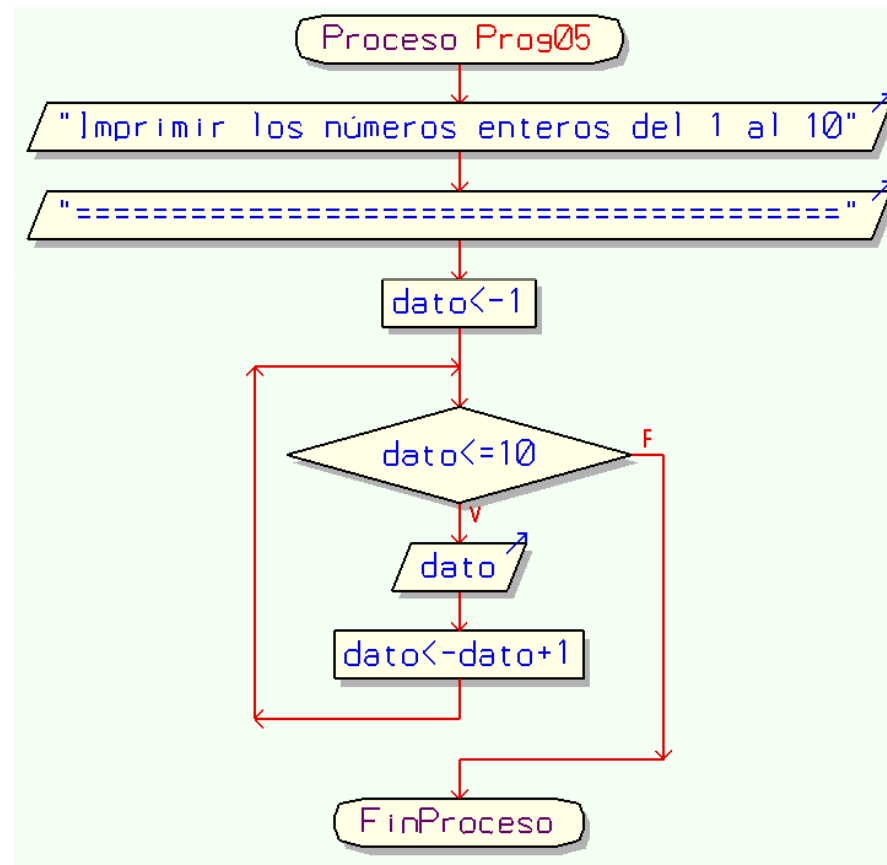 Proceso Prog05
"Imprimir los números enteros del 1 al 10"
"========================================"
dato<-1
dato<=10
F
V
dato
dato<-dato+1
FinProceso